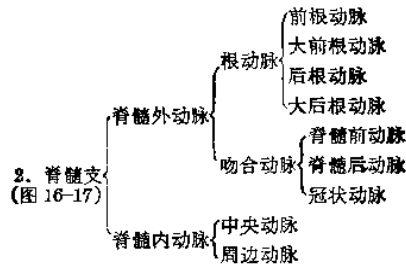 前根动脉
大前根动脉
根动脉
后根动脉
大后根动脉
脊髓外动脉
脊髓前动脉
吻合动脉
脊髓后动脉
2. 脊髓支
(图 16-17)
冠状动脉
脊髓内动脉
中央动脉
周边动脉